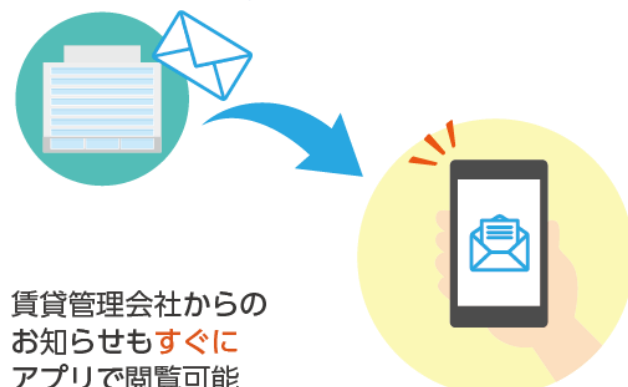 賃貸管理会社からの
お知らせもすぐに
アプリで閲覧可能